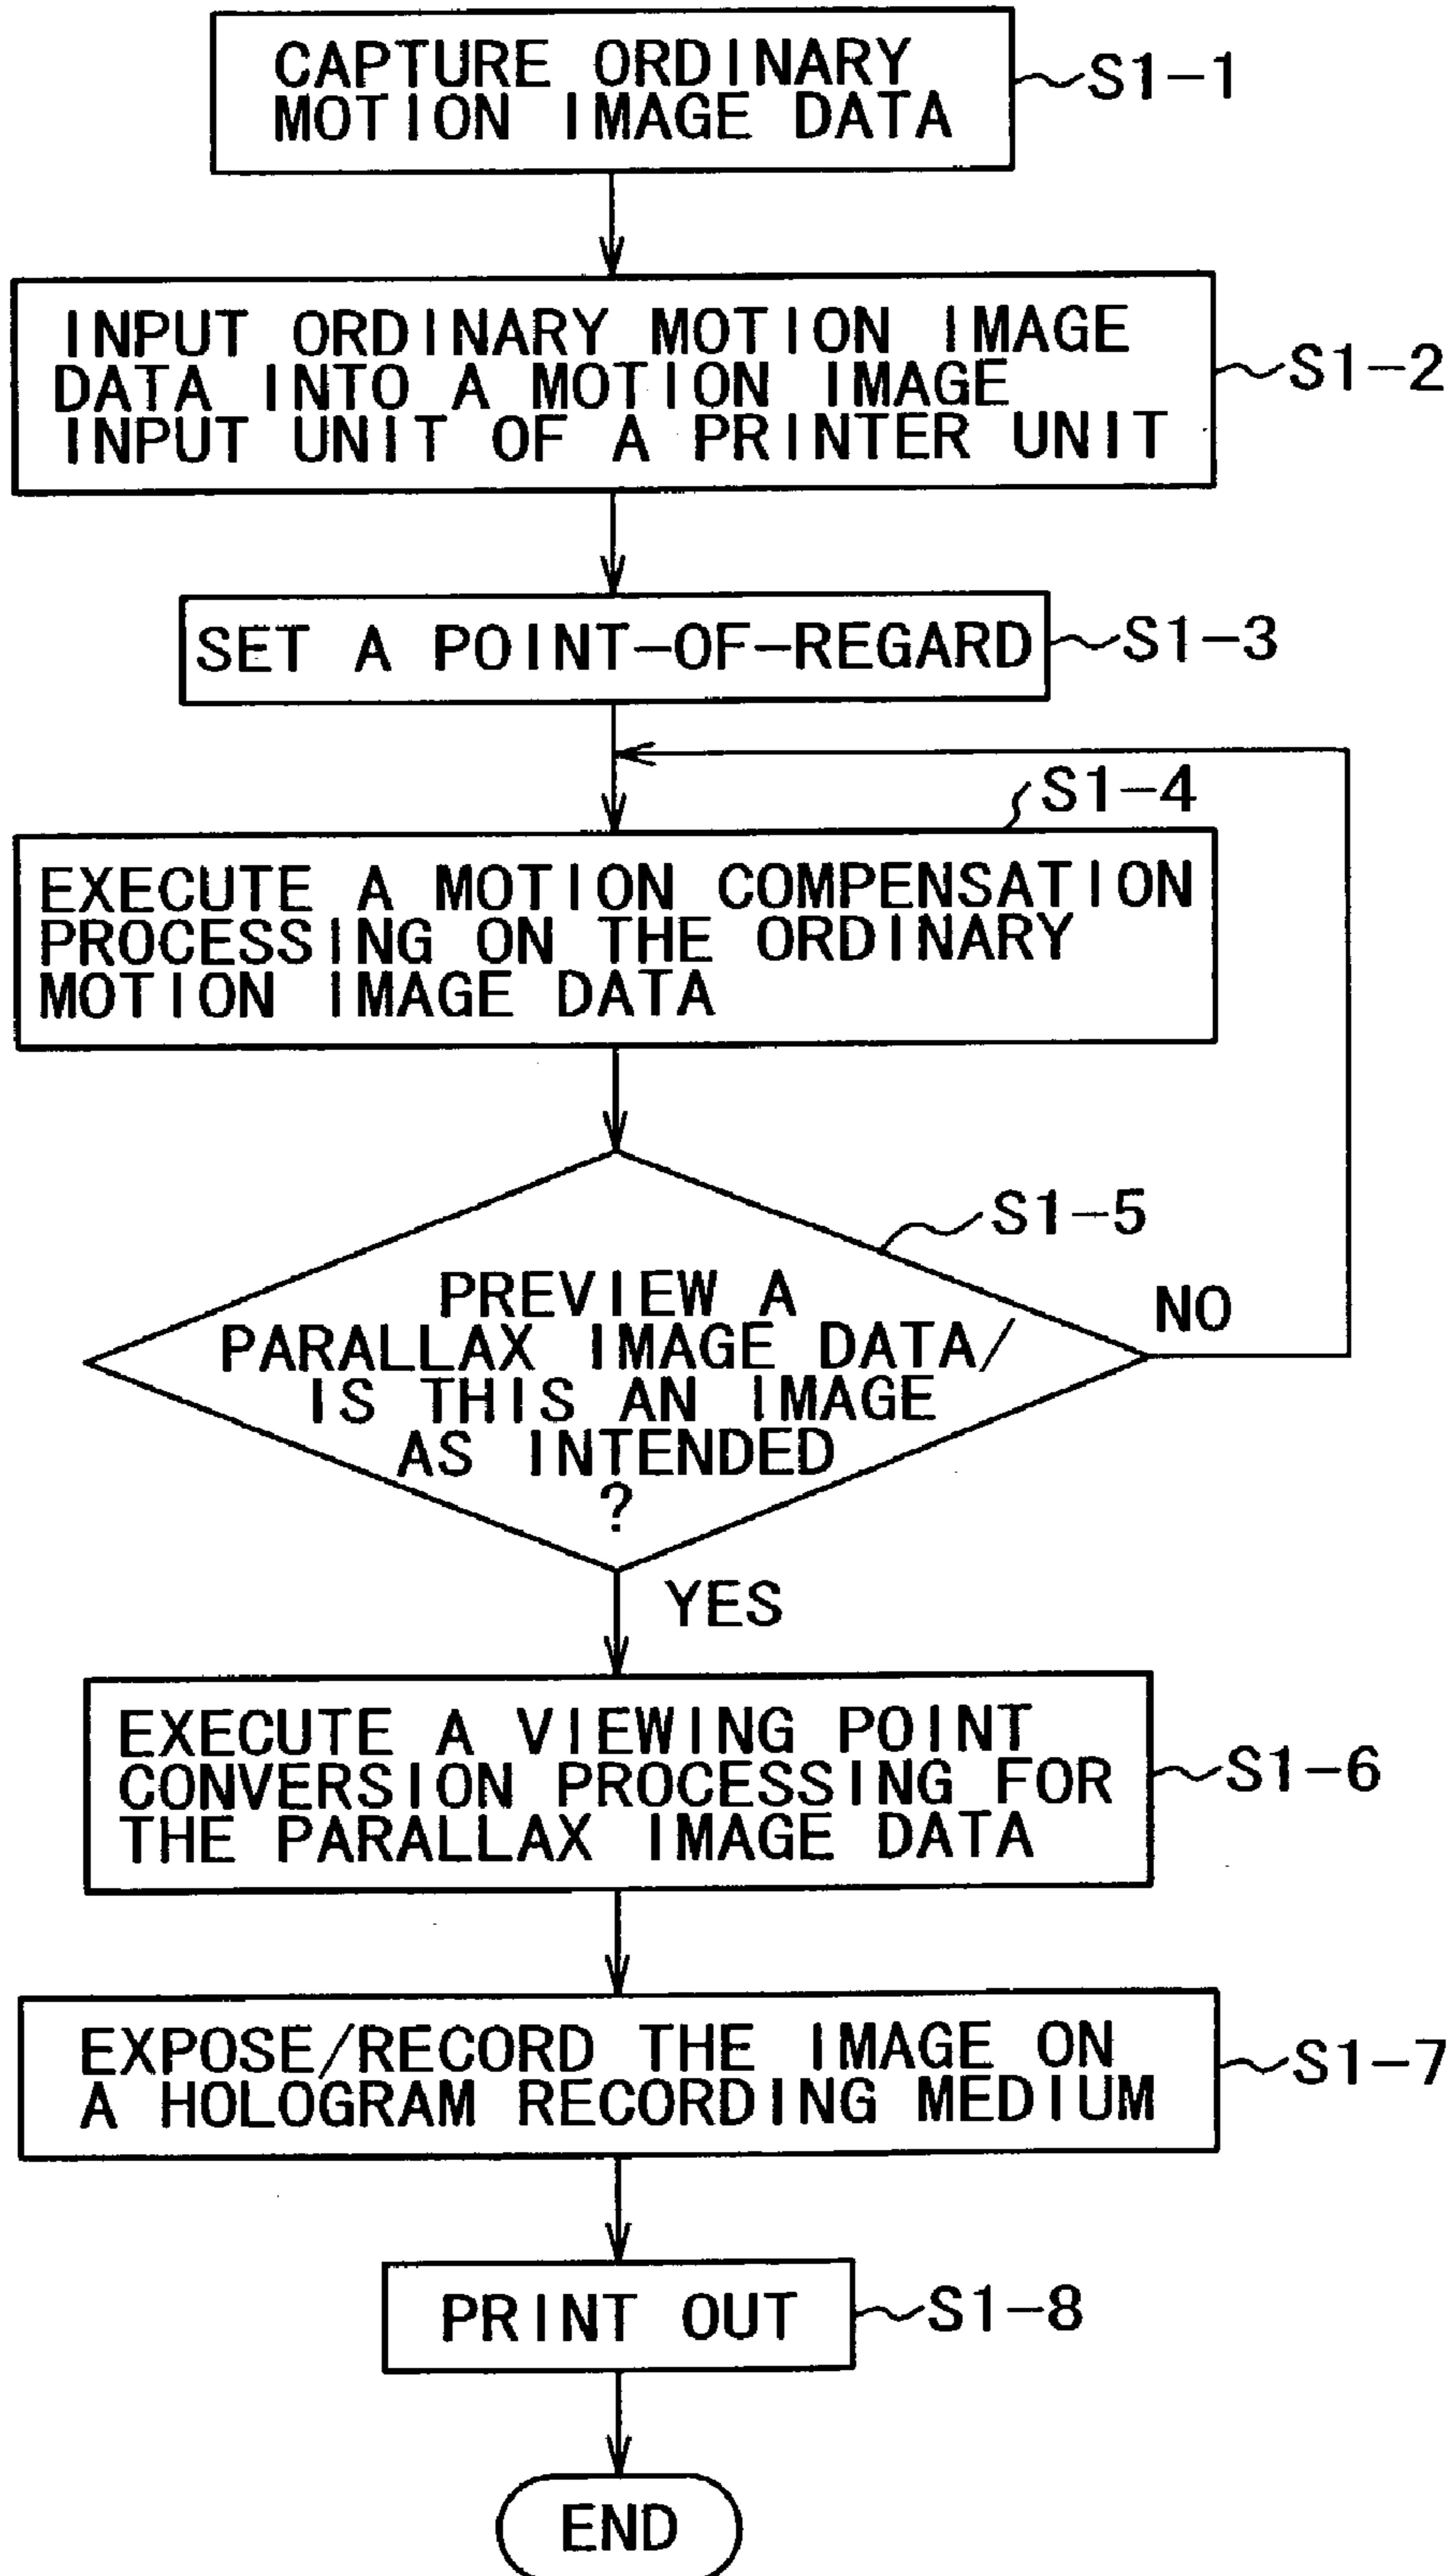 CAPTURE ORDINARY
MOTION IMAGE DATA
S1-1
INPUT ORDINARY MOTION IMAGE
DATA INTO A MOTION IMAGE
INPUT UNIT OF A PRINTER UNIT
S1-2
SET A POINT-OF-REGARD
S1-3
S1-4
EXECUTE A MOTION COMPENSATION
PROCESSING ON THE ORDINARY
MOTION IMAGE DATA
S1-5
PREVIEW A
PARALLAX IMAGE DATA/
IS THIS AN IMAGE
AS INTENDED
?
NO
YES
EXECUTE A VIEWING POINT
CONVERSION PROCESSING FOR
THE PARALLAX IMAGE DATA
S1-6
EXPOSE/RECORD THE IMAGE ON
A HOLOGRAM RECORDING MEDIUM
S1-7
PRINT OUT
S1-8
END